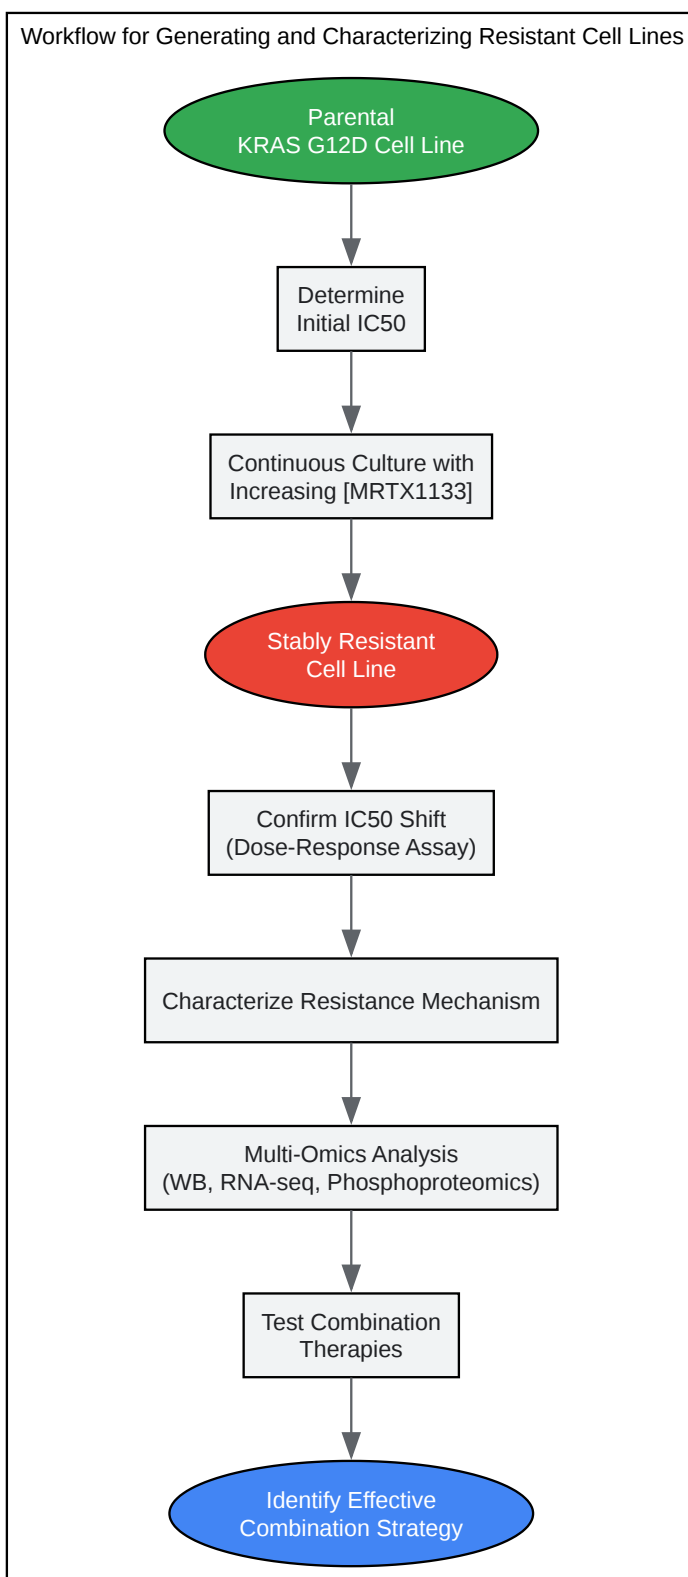 Workflow for Generating and Characterizing Resistant Cell Lines
Parental
KRAS G12D Cell Line
Determine
Initial IC50
Continuous Culture with
Increasing [MRTX1133]
Stably Resistant
Cell Line
Confirm IC50 Shift
(Dose-Response Assay)
Characterize Resistance Mechanism
Multi-Omics Analysis
(WB, RNA-seq, Phosphoproteomics)
Test Combination
Therapies
Identify Effective
Combination Strategy